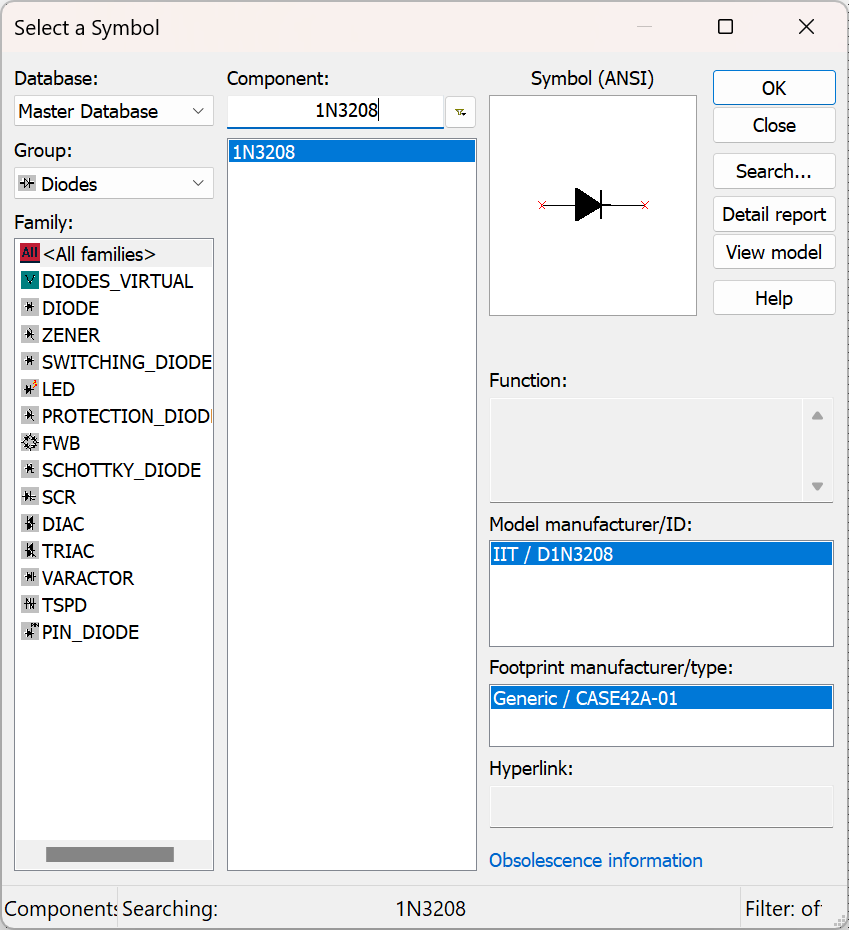 Select a Symbol
Database:
Master Database
Group:
Diodes
Family:
All <All families>
DIODES_VIRTUAL
DIODE
ZENER
SWITCHING_DIODE
LED
PROTECTION_DIOD
FWB
SCHOTTKY_DIODE
SCR
DIAC
TRIAC
VARACTOR
TSPD
PIN_DIODE
Component:
1N3208
1N3208
Symbol (ANSI)
OK
Close
Search...
Detail report
View model
Help
Function:
Model manufacturer/ID:
IIT / D1N3208
Footprint manufacturer/type:
Generic / CASE42A-01
Hyperlink:
Obsolescence information
Components Searching: 1N3208 Filter: of